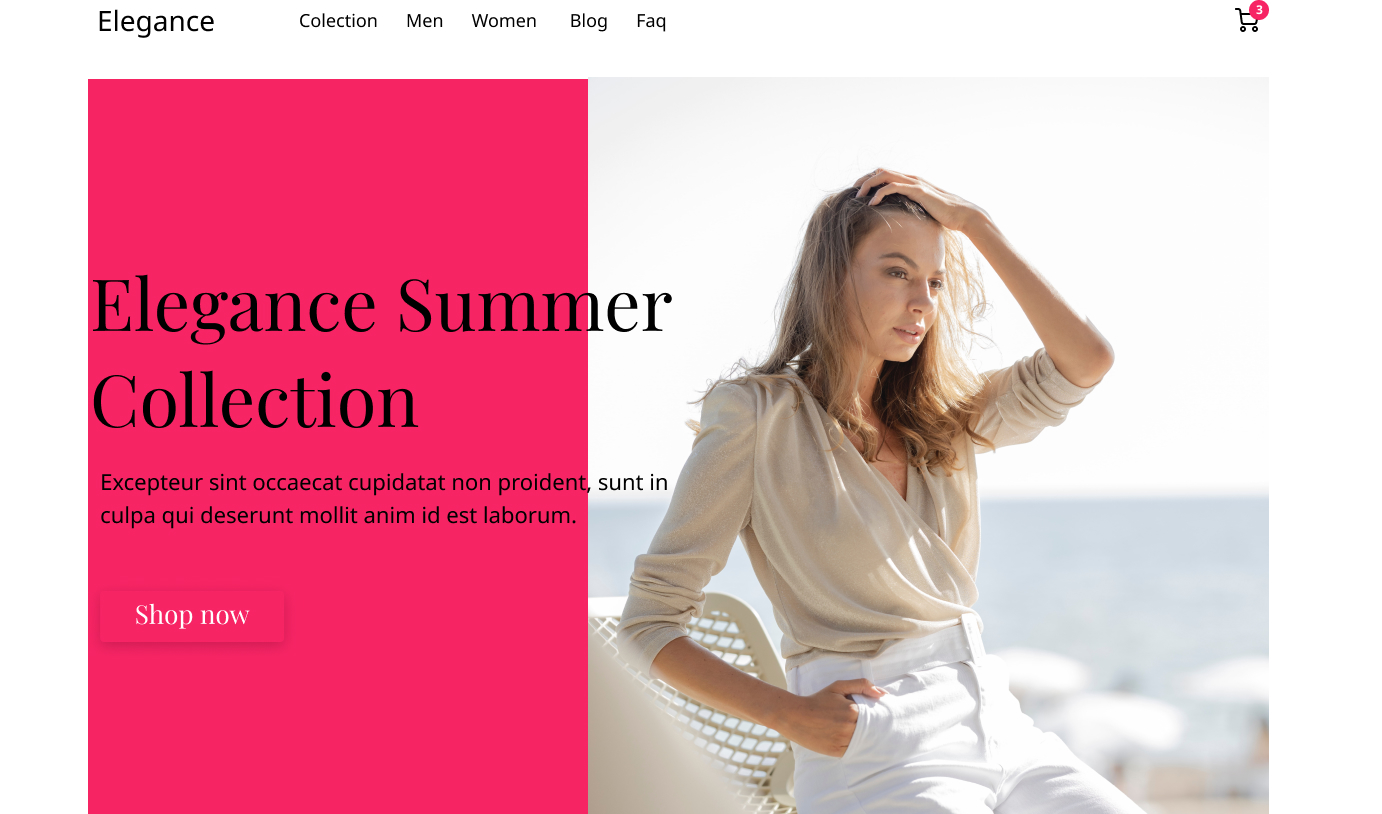 Elegance
Colection Men Women Blog Faq
3
Elegance Summer
Collection
Excepteur sint occaecat cupidatat non proident, sunt in
culpa qui deserunt mollit anim id est laborum.
Shop now